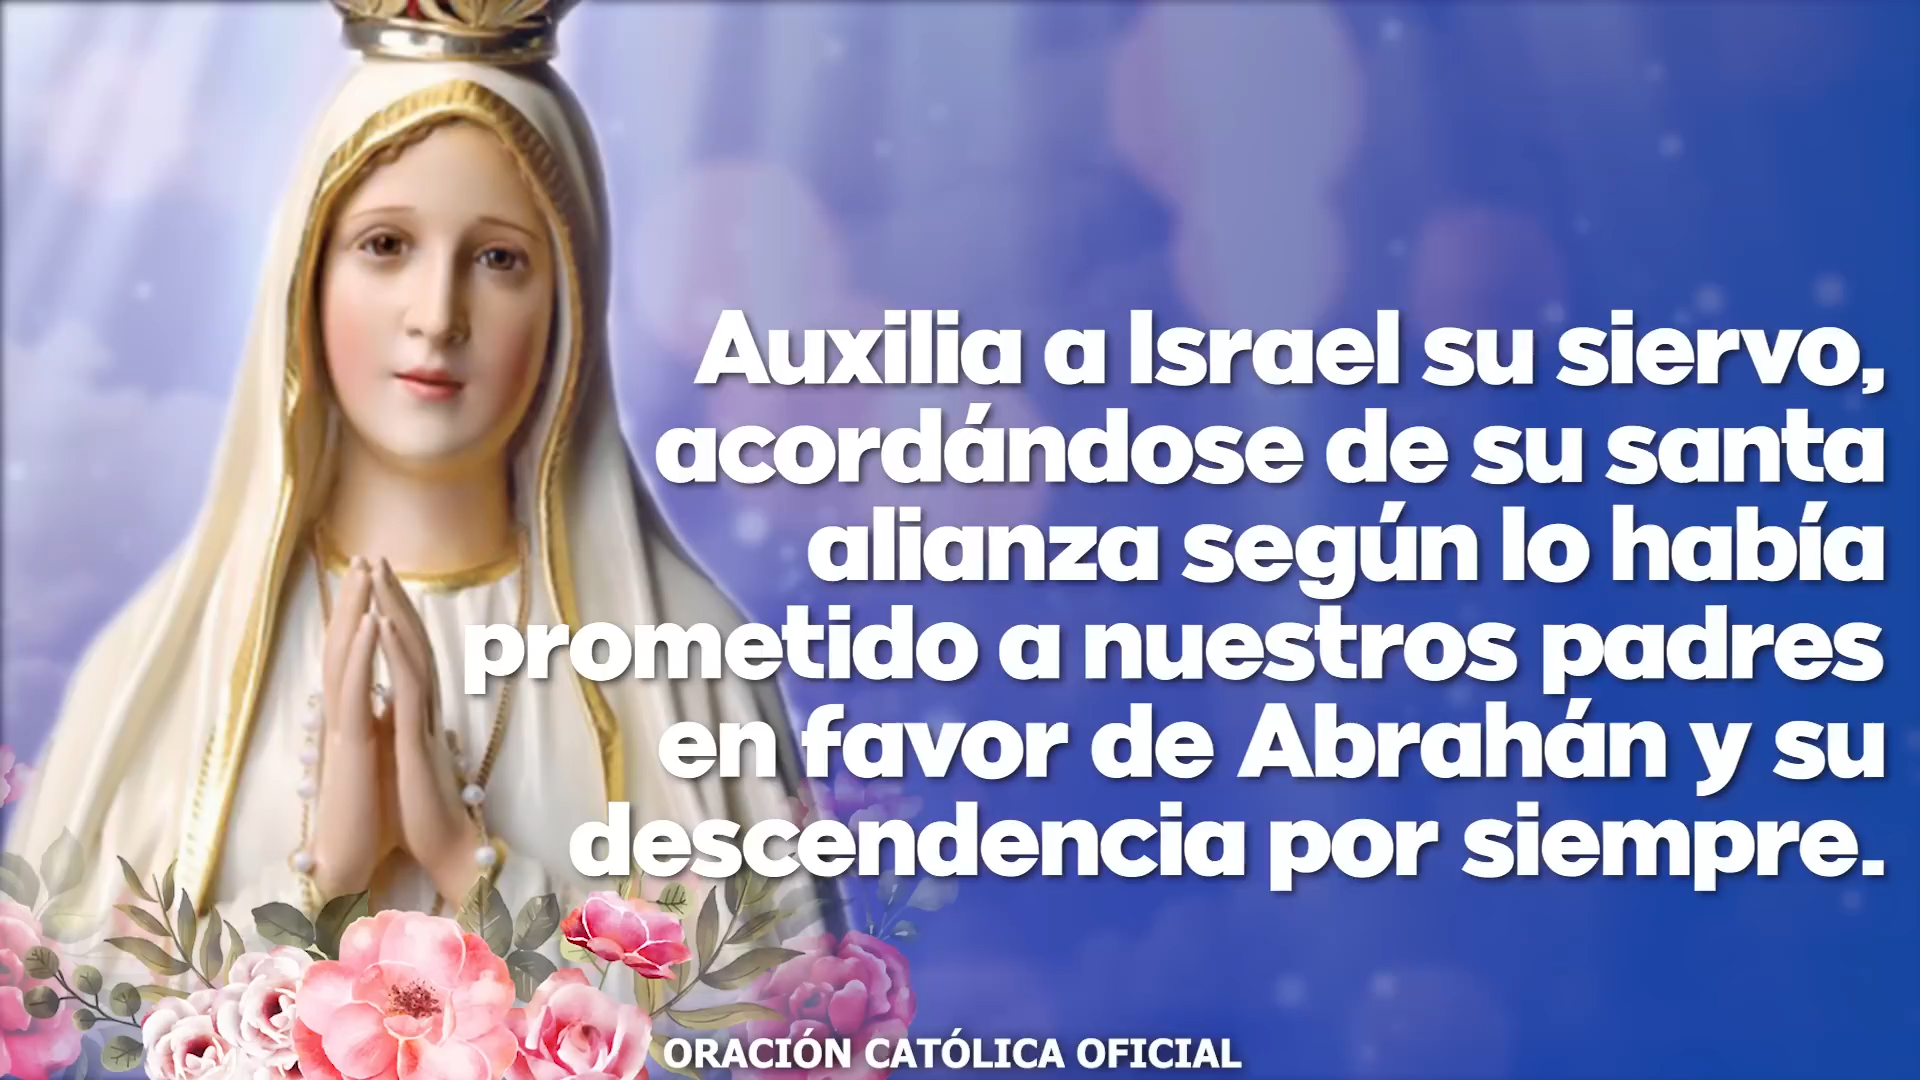 Auxilia a Israel su siervo,
acordándose de su santa
alianza según lo había
prometido a nuestros padres
en favor de Abrahán y su
descendencia por siempre.
ORACIÓN CATÓLICA OFICIAL